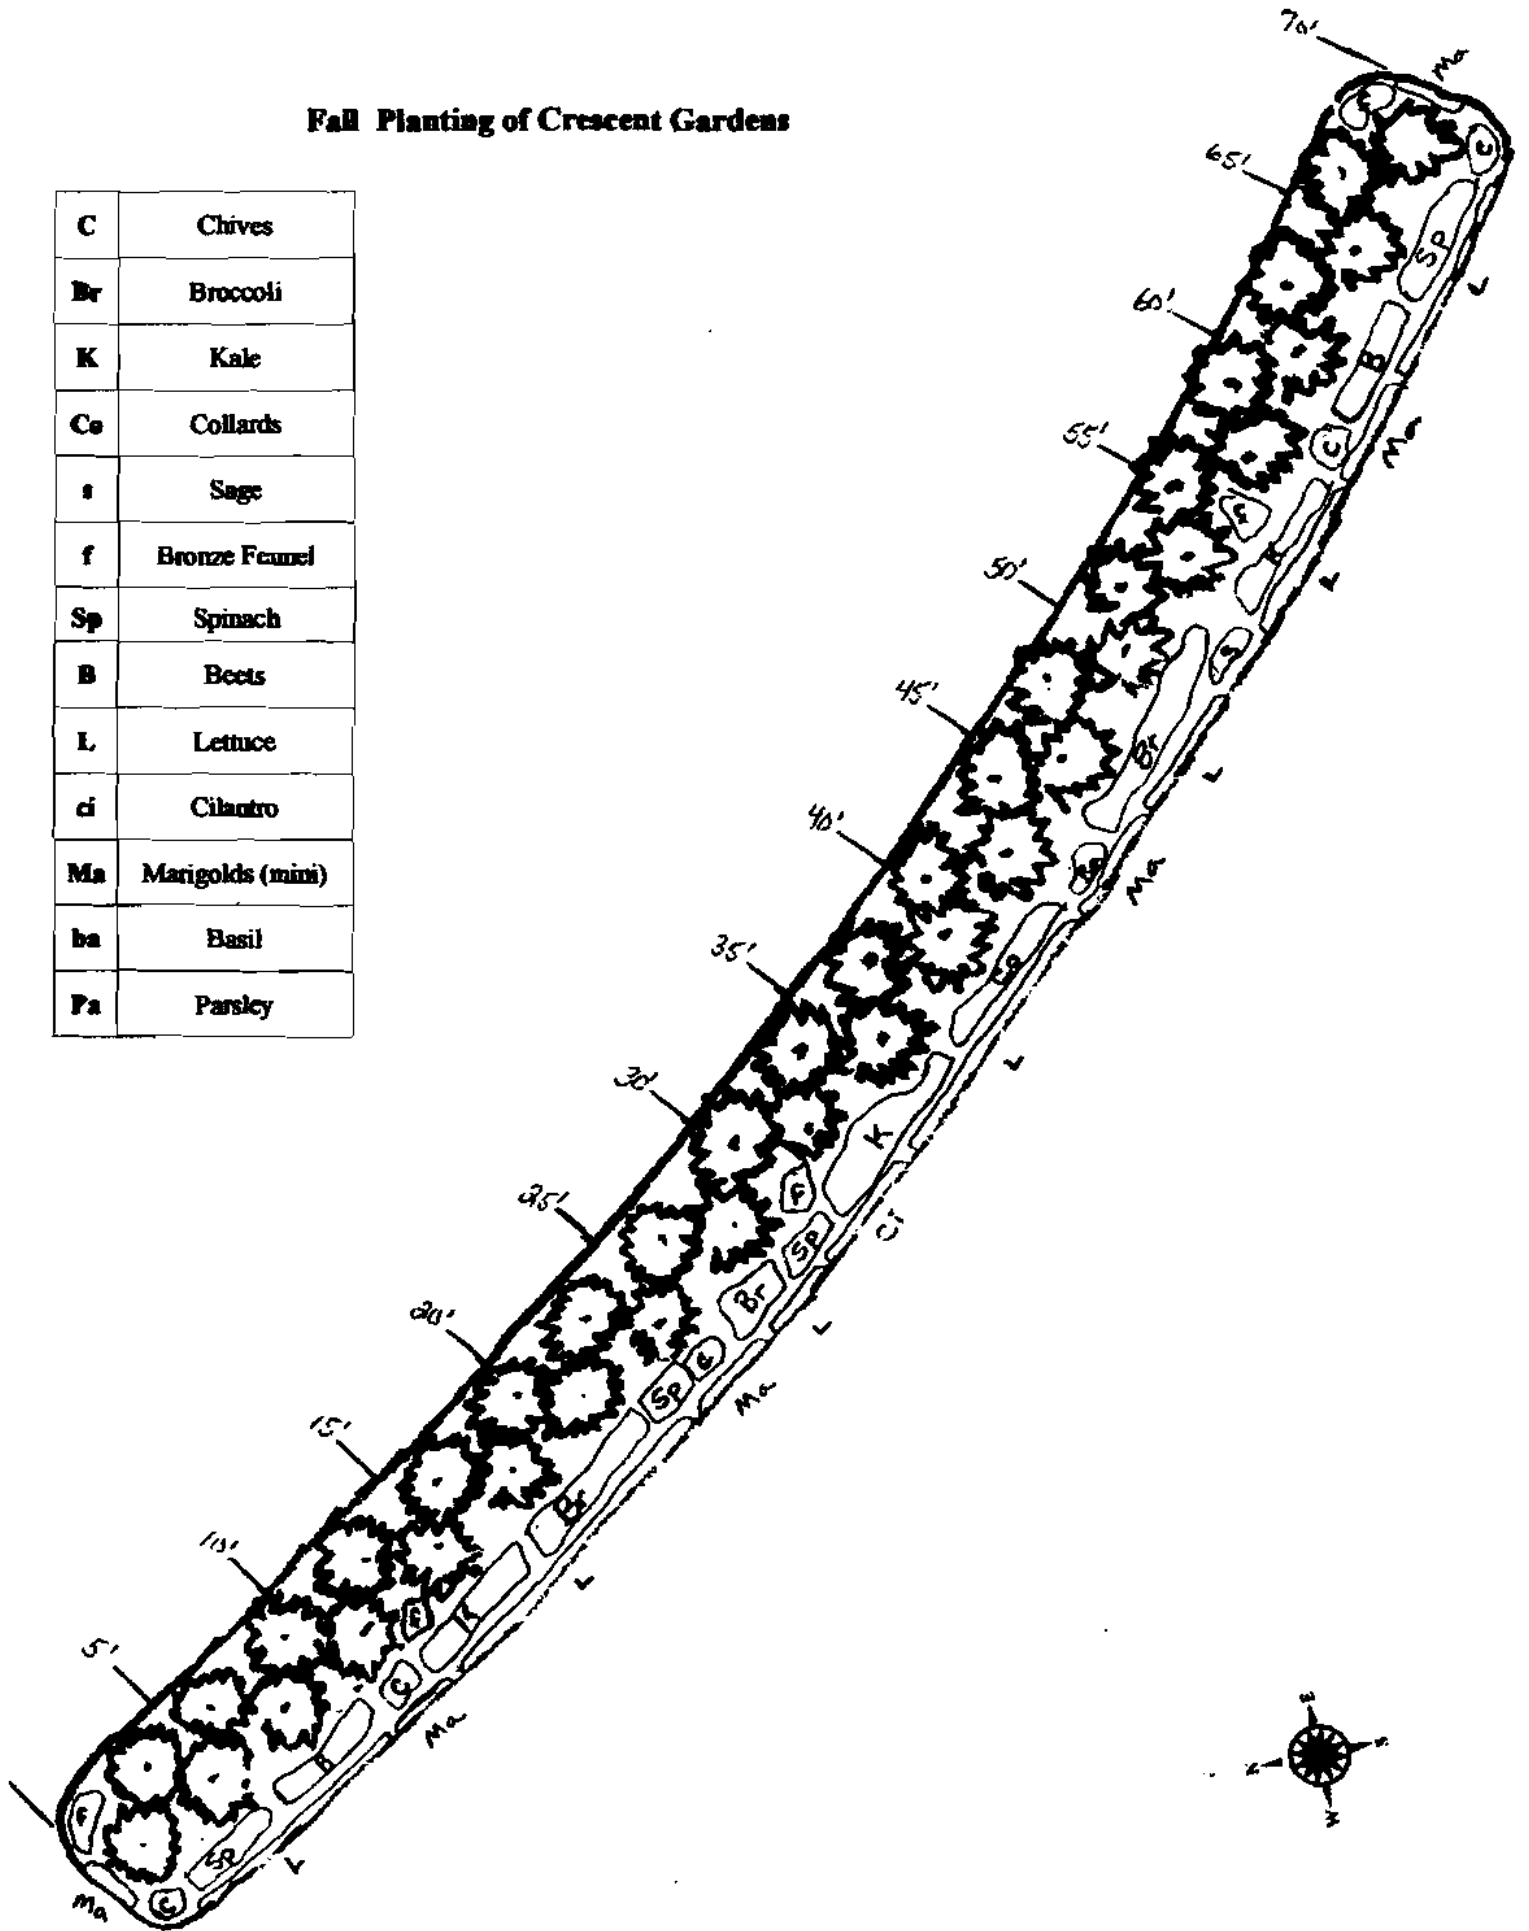 Fall Planting of Crescent Gardens
C Chives
Br Broccoli
K Kale
Co Collards
s Sage
f Bronze Fennel
Sp Spinach
B Beets
L Lettuce
ci Cilantro
Ma Marigolds (mini)
ba Basil
Pa Parsley
70'
Ma
65'
C
Sp
L
60'
B
55'
C
Ma
f
K
L
50'
S
45'
Br
L
40'
Ma
35'
L
30'
K
f
Ci
25'
Sp
Br
L
20'
C
Sp
Ma
15'
Br
10'
L
f
K
5'
C
Ma
B
f
Sp
L
Ma
C
E
S
N
W